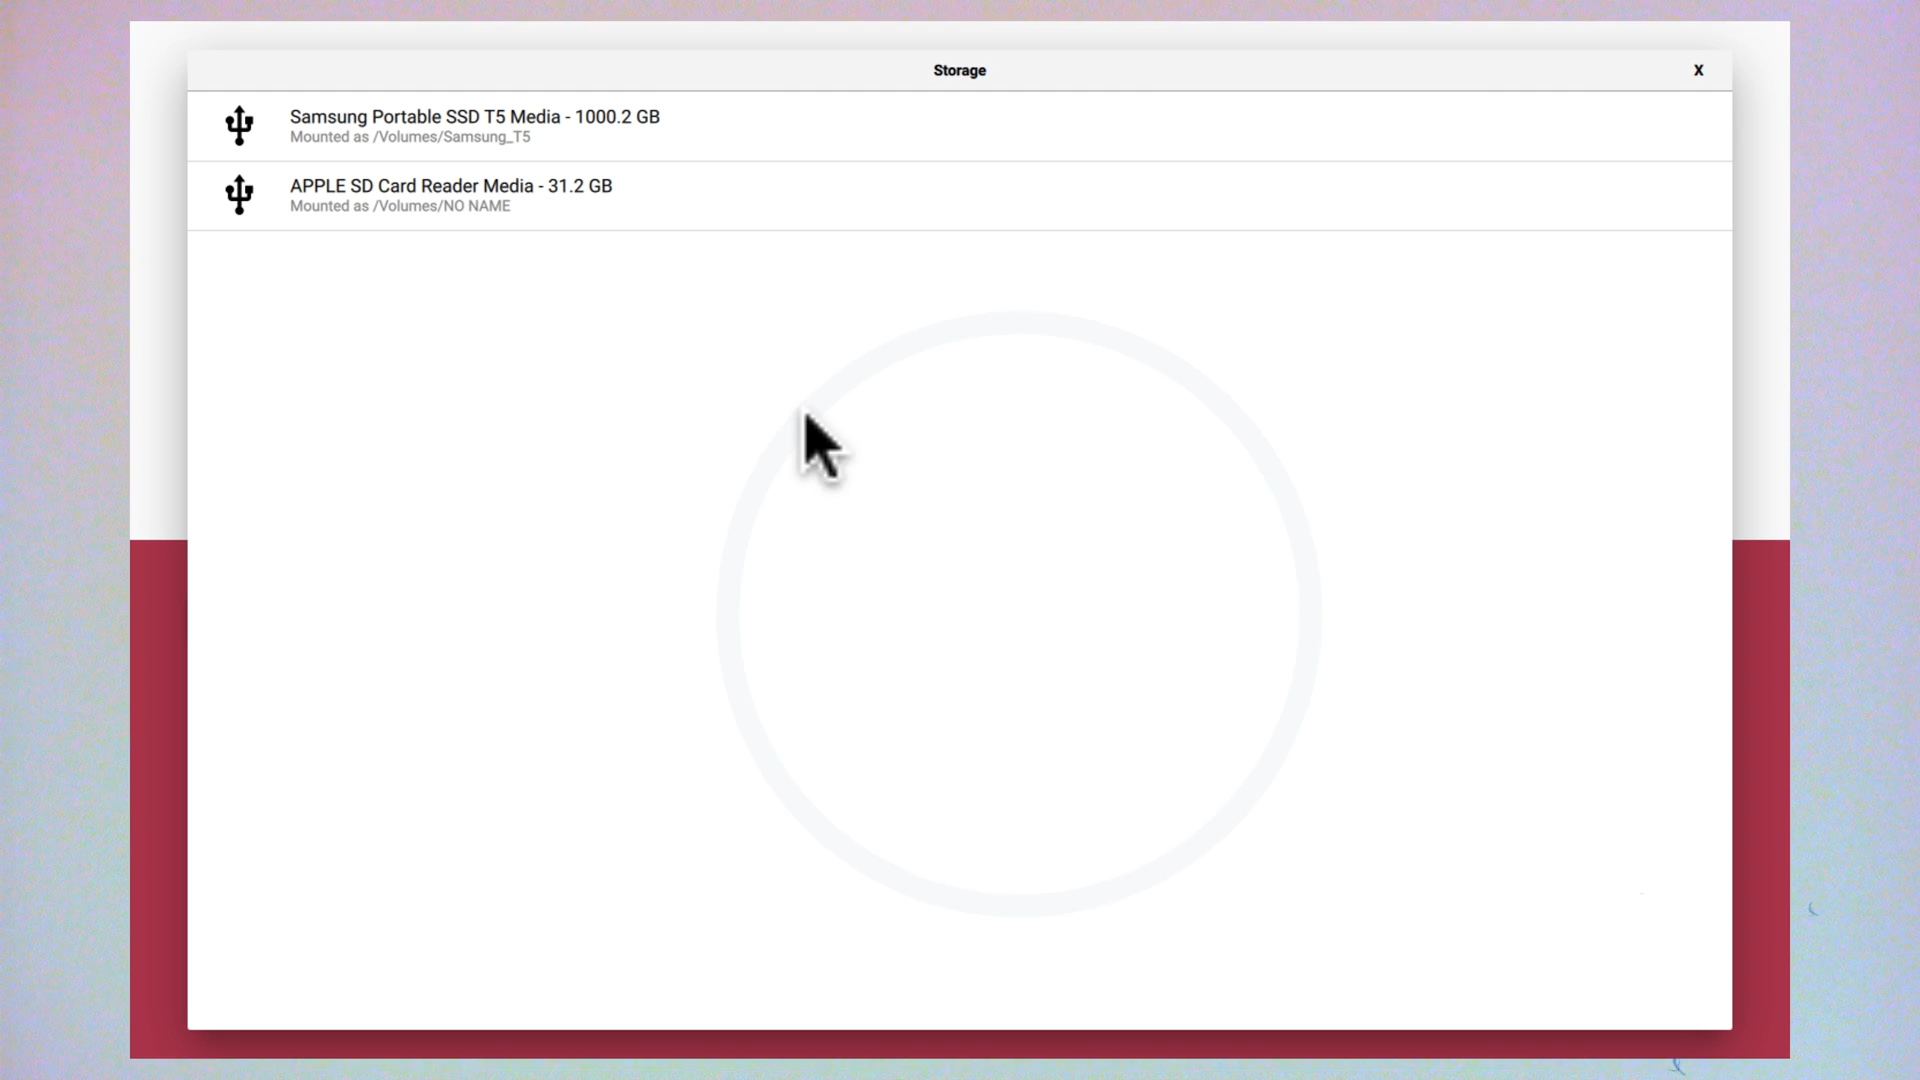 Storage
X
Samsung Portable SSD T5 Media - 1000.2 GB
Mounted as /Volumes/Samsung_T5
APPLE SD Card Reader Media - 31.2 GB
Mounted as /Volumes/NO NAME